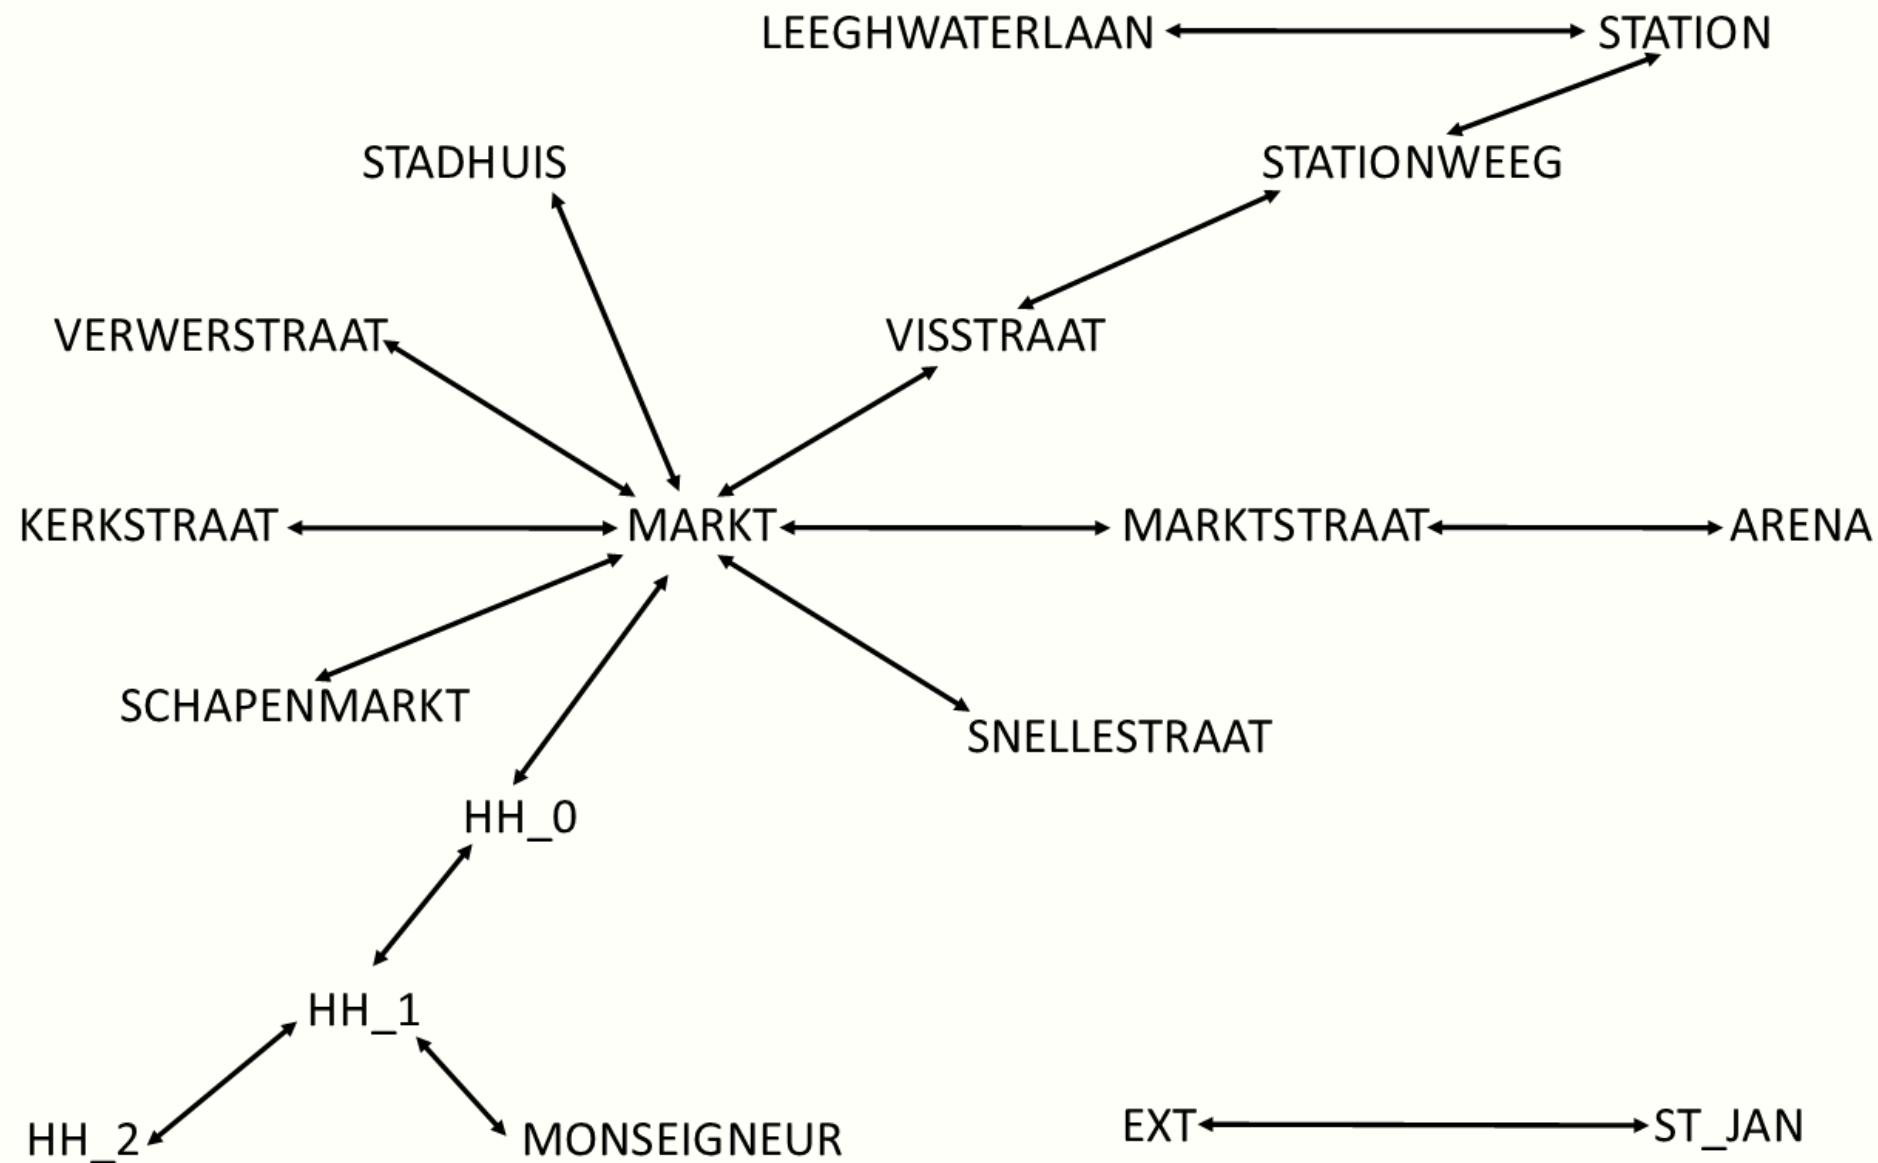 LEEGHWATERLAAN
STATION
STADHUIS
STATIONWEEG
VERWERSTRAAT
VISSTRAAT
KERKSTRAAT
MARKT
MARKTSTRAAT
ARENA
SCHAPENMARKT
SNELLESTRAAT
HH_0
HH_1
HH_2
MONSEIGNEUR
EXT
ST_JAN